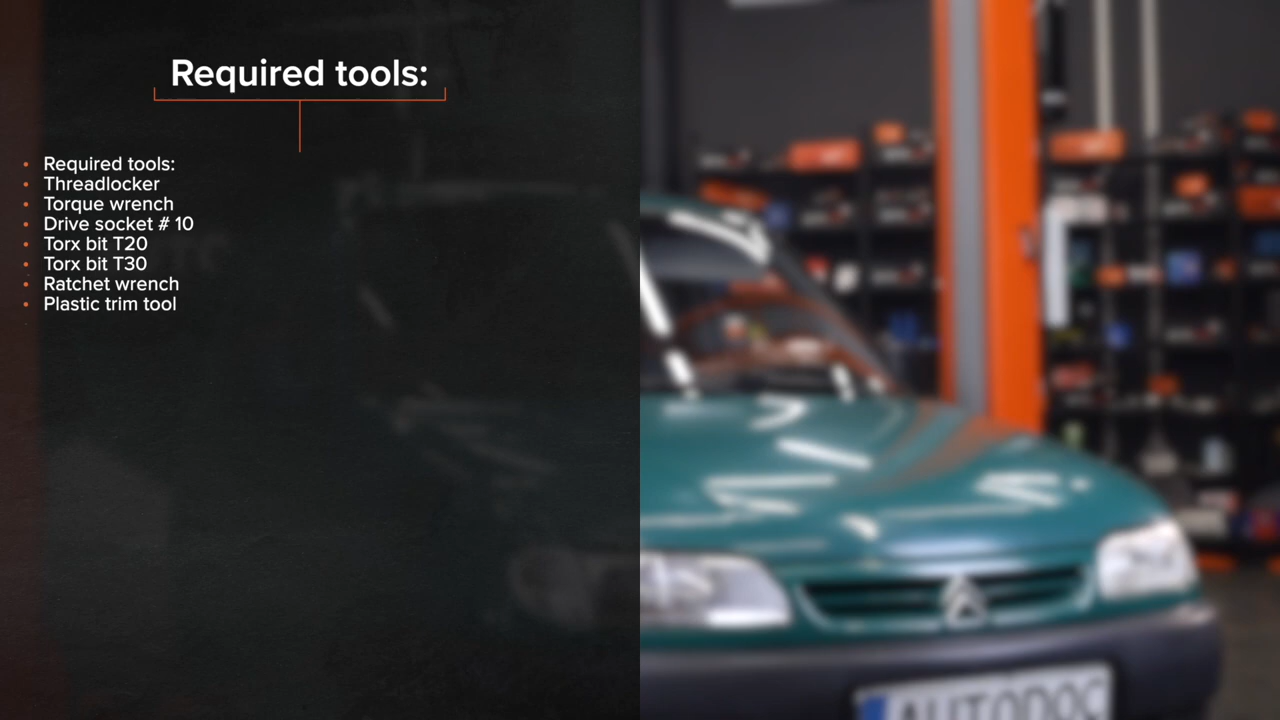 Required tools:
Required tools:
Threadlocker
Torque wrench
Drive socket # 10
Torx bit T20
Torx bit T30
Ratchet wrench
Plastic trim tool
AUTODOC